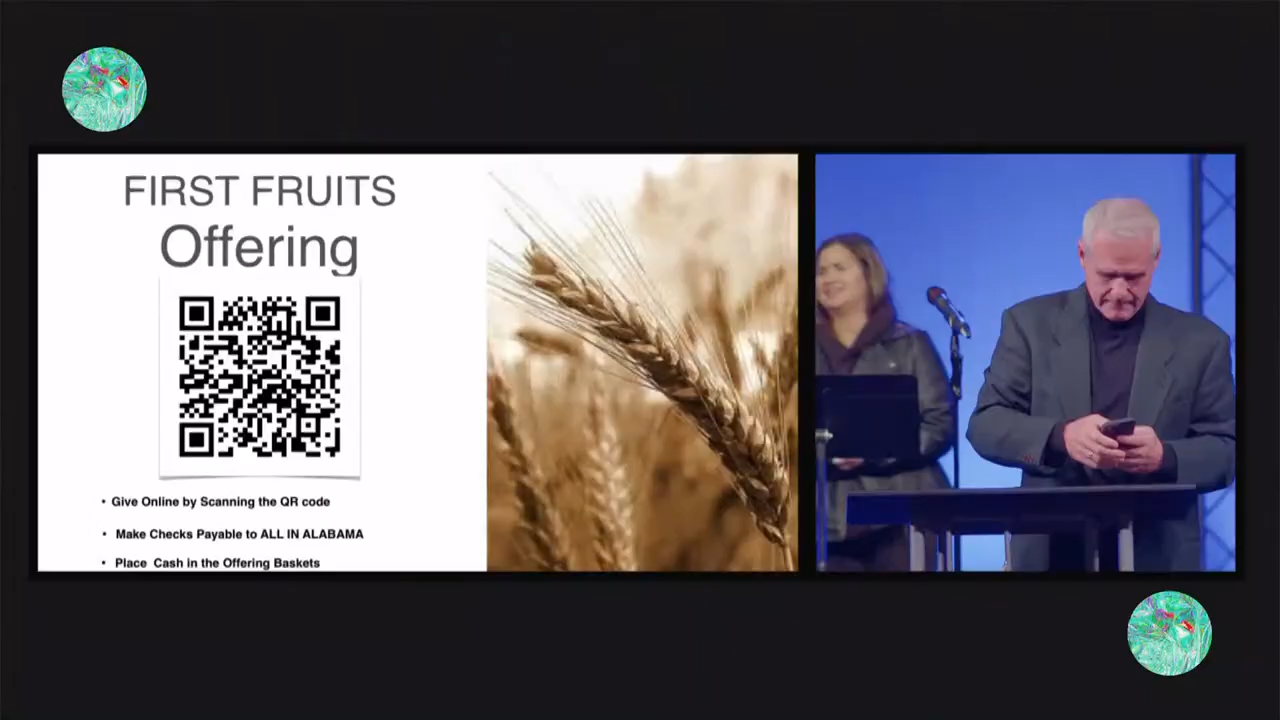 FIRST FRUITS
Offering
• Give Online by Scanning the QR code
• Make Checks Payable to ALL IN ALABAMA
• Place Cash in the Offering Baskets